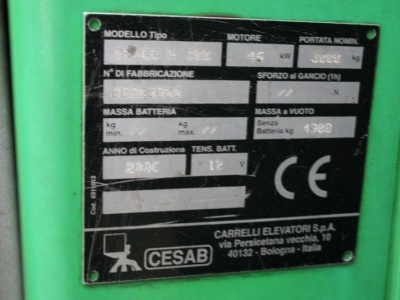 MODELLO Tipo MOTORE PORTATA NOMIN.
kW kg
N° DI FABBRICAZIONE SFORZO al GANCIO (1h)
// N
MASSA BATTERIA MASSA a VUOTO
kg min. // kg max. // Senza Batteria kg 4900
ANNO di Costruzione TENS. BATT.
12 V
CE
CESAB
CARRELLI ELEVATORI S.p.A.
via Persicetana vecchia, 10
40132 - Bologna - Italia